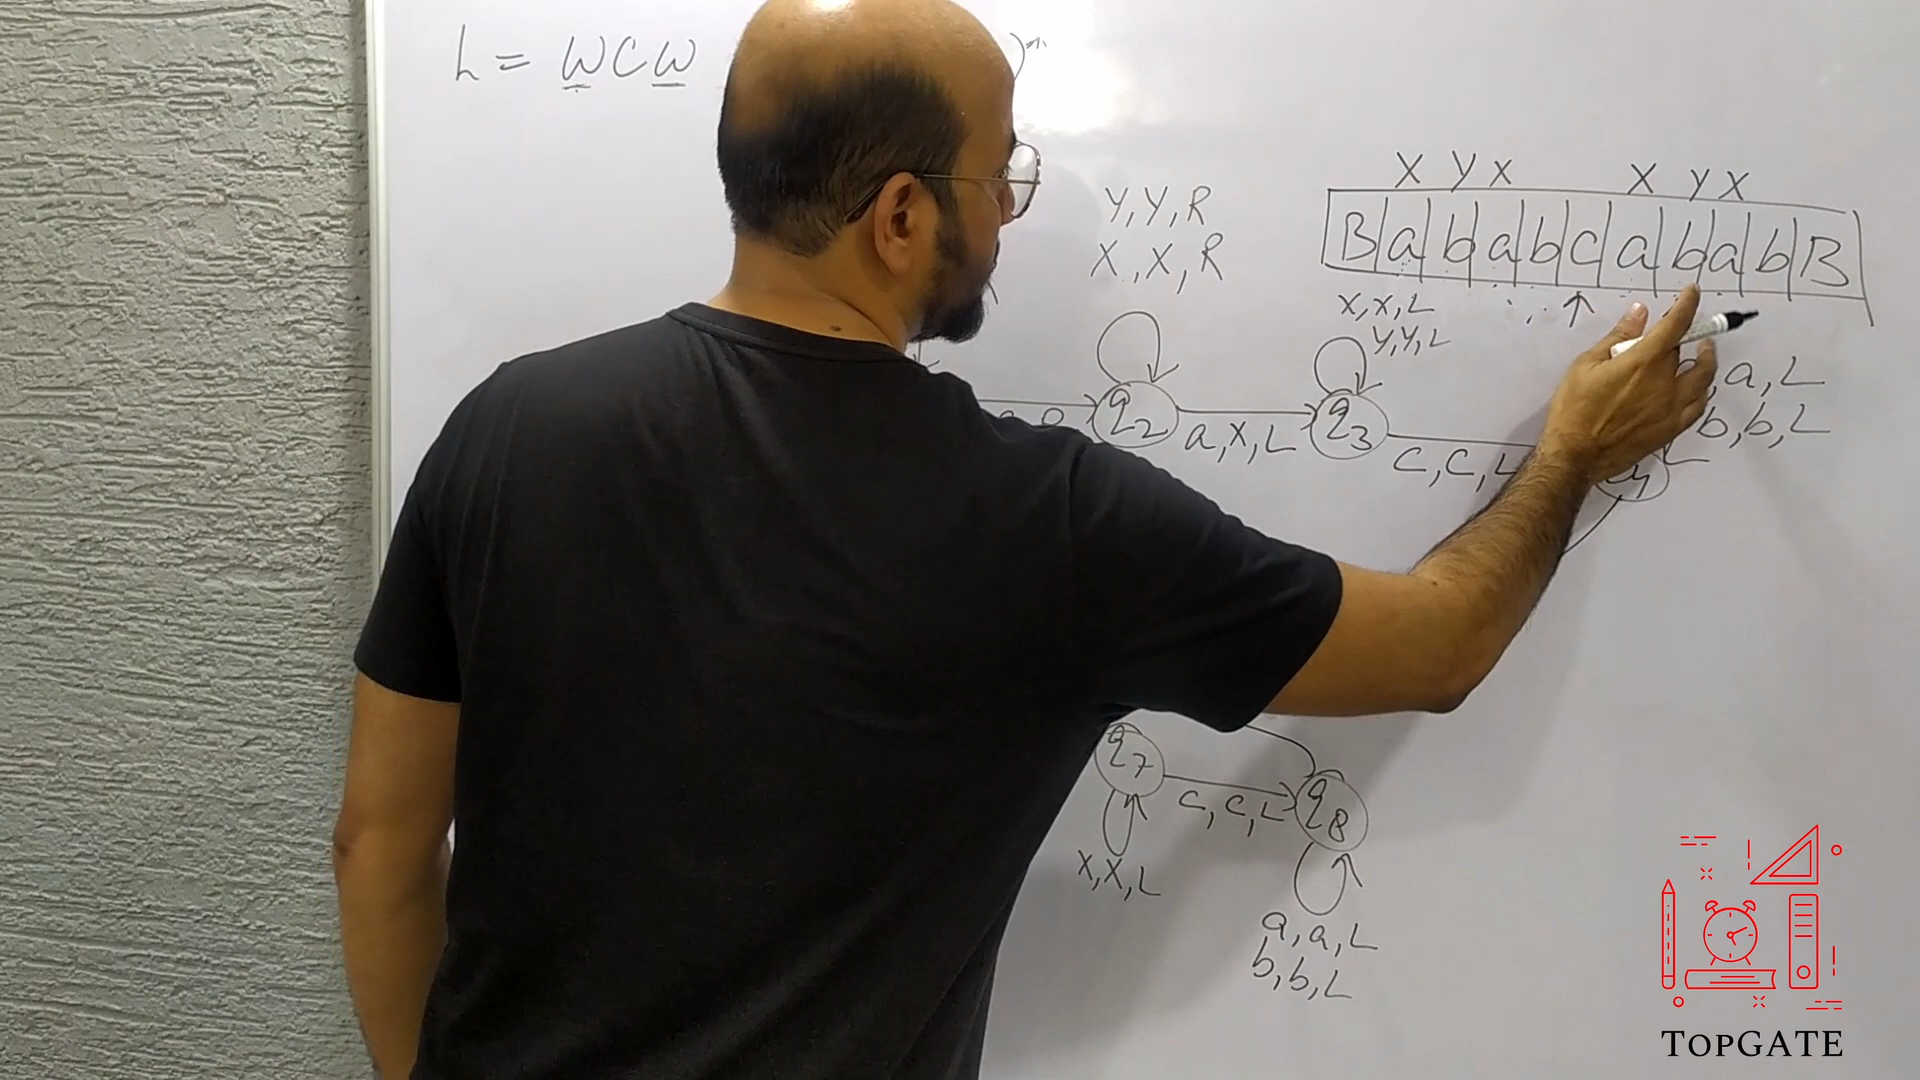 L = wcw )*
X Y X X Y X
B a b a b c a b a b B
Y,Y,R
X,X,R
X,X,L
Y,Y,L
a,L
b,b,L
q2 a,X,L q3 C,C,L
q7 C,C,L q8
X,X,L
a,a,L
b,b,L
TOPGATE